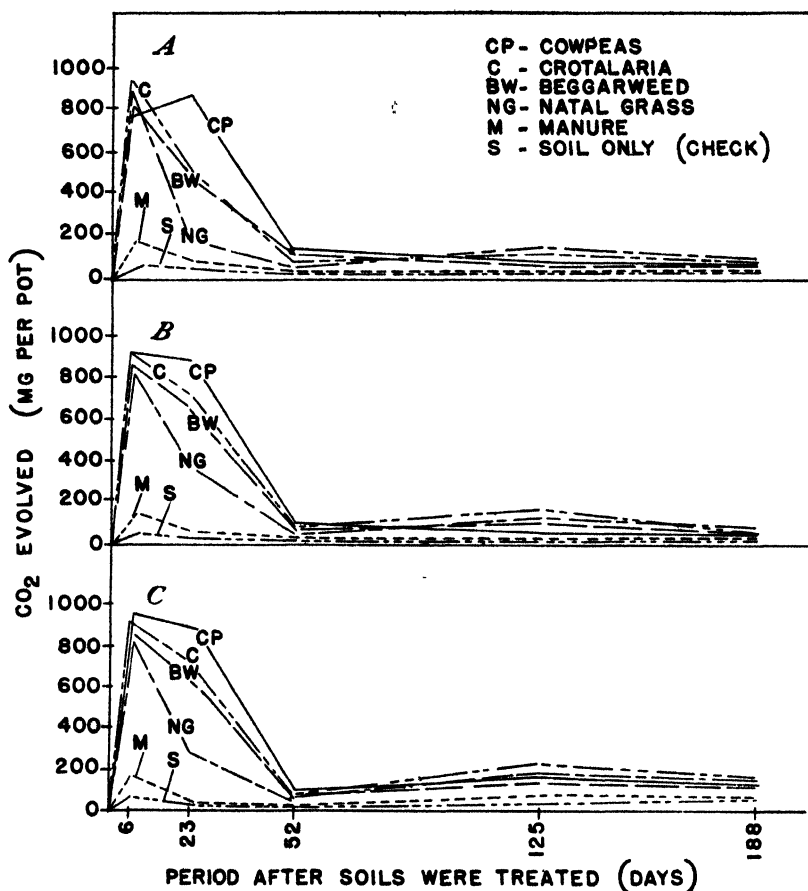 A
CP - COWPEAS
C - CROTALARIA
BW - BEGGARWEED
NG - NATAL GRASS
M - MANURE
S - SOIL ONLY (CHECK)
1000
800
600
400
200
0
C
CP
BW
M
S
NG
B
1000
800
600
400
200
0
C
CP
BW
NG
M
S
C
1000
800
600
400
200
0
CP
C
BW
NG
M
S
CO2 EVOLVED (MG PER POT)
6
23
52
125
188
PERIOD AFTER SOILS WERE TREATED (DAYS)